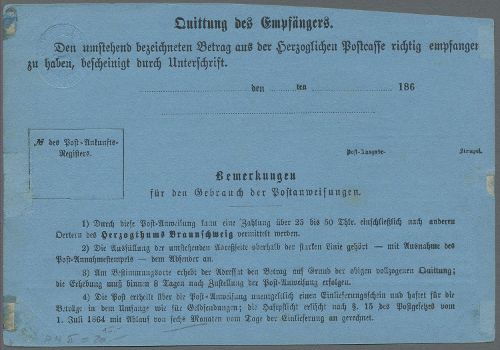 Quittung des Empfängers.
Den umstehend bezeichneten Betrag aus der Herzoglichen Postcasse richtig empfangen
zu haben, bescheinigt durch Unterschrift.
den ten 186
№ des Post-Ankunfts-
Registers.
Post-Ausgabe- Stempel.
Bemerkungen
für den Gebrauch der Postanweisungen.
1) Durch diese Post-Anweisung kann eine Zahlung über 25 bis 50 Thlr. einschließlich nach anderen
Oertern des Herzogthums Braunschweig vermittelt werden.
2) Die Ausfüllung der umstehenden Adreßseite oberhalb der starken Linie gehört — mit Ausnahme des
Post-Annahmestempels — dem Absender an.
3) Am Bestimmungsorte erhebt der Adressat den Betrag auf Grund der obigen vollzogenen Quittung;
die Erhebung muß binnen 8 Tagen nach Zustellung der Post-Anweisung erfolgen.
4) Die Post ertheilt über die Post-Anweisung unentgeltlich einen Einlieferungsschein und haftet für die
Beträge in dem Umfange wie für Geldsendungen; die Haftpflicht erlischt nach §. 15 des Postgesetzes vom
1. Juli 1864 mit Ablauf von sechs Monaten vom Tage der Einlieferung an gerechnet.